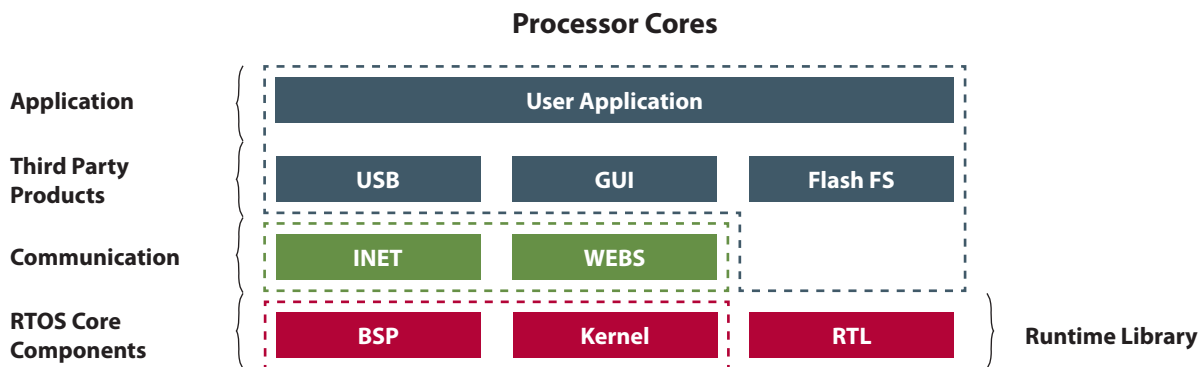 Processor Cores
Application
User Application
Third Party
Products
USB
GUI
Flash FS
Communication
INET
WEBS
RTOS Core
Components
BSP
Kernel
RTL
Runtime Library